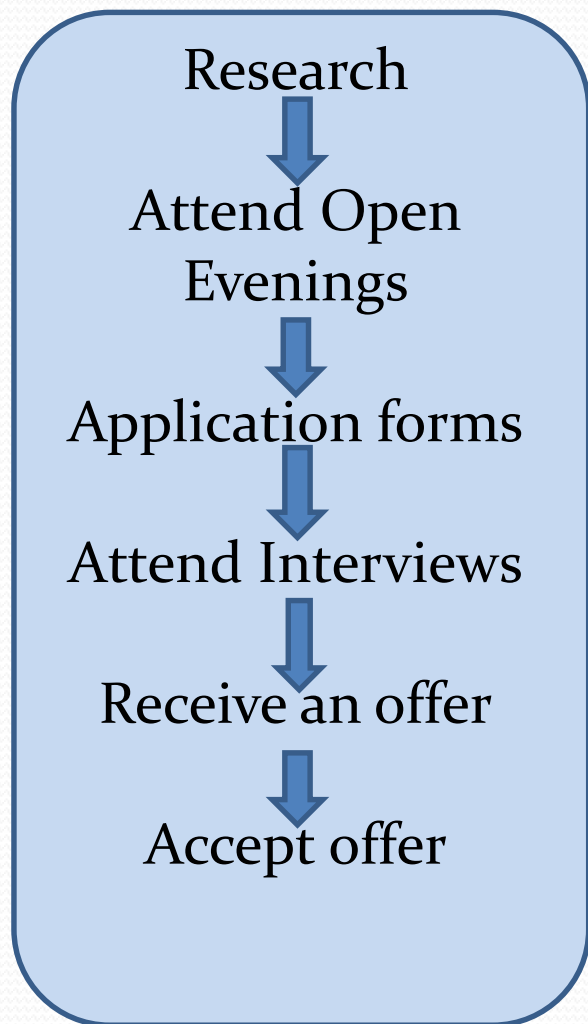 Research
Attend Open
Evenings
Application forms
Attend Interviews
Receive an offer
Accept offer